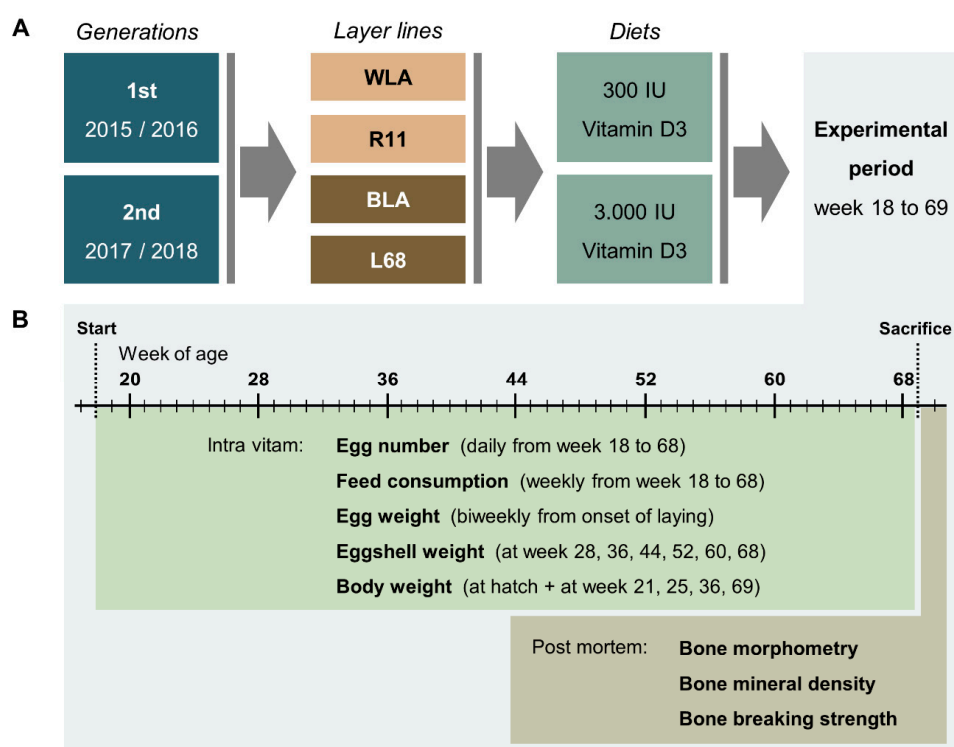 A
Generations
Layer lines
Diets
1st
2015 / 2016
2nd
2017 / 2018
WLA
R11
BLA
L68
300 IU
Vitamin D3
3.000 IU
Vitamin D3
Experimental
period
week 18 to 69
B
Start
Sacrifice
Week of age
20 28 36 44 52 60 68
Intra vitam: Egg number (daily from week 18 to 68)
Feed consumption (weekly from week 18 to 68)
Egg weight (biweekly from onset of laying)
Eggshell weight (at week 28, 36, 44, 52, 60, 68)
Body weight (at hatch + at week 21, 25, 36, 69)
Post mortem: Bone morphometry
Bone mineral density
Bone breaking strength